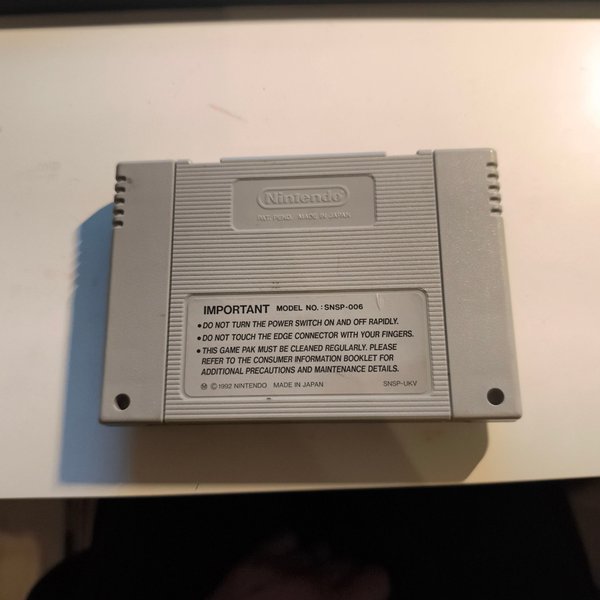 Nintendo
PAT. PEND. MADE IN JAPAN
IMPORTANT MODEL NO. : SNSP-006
● DO NOT TURN THE POWER SWITCH ON AND OFF RAPIDLY.
● DO NOT TOUCH THE EDGE CONNECTOR WITH YOUR FINGERS.
● THIS GAME PAK MUST BE CLEANED REGULARLY. PLEASE
REFER TO THE CONSUMER INFORMATION BOOKLET FOR
ADDITIONAL PRECAUTIONS AND MAINTENANCE DETAILS.
Ⓜ ©1992 NINTENDO MADE IN JAPAN SNSP-UKV